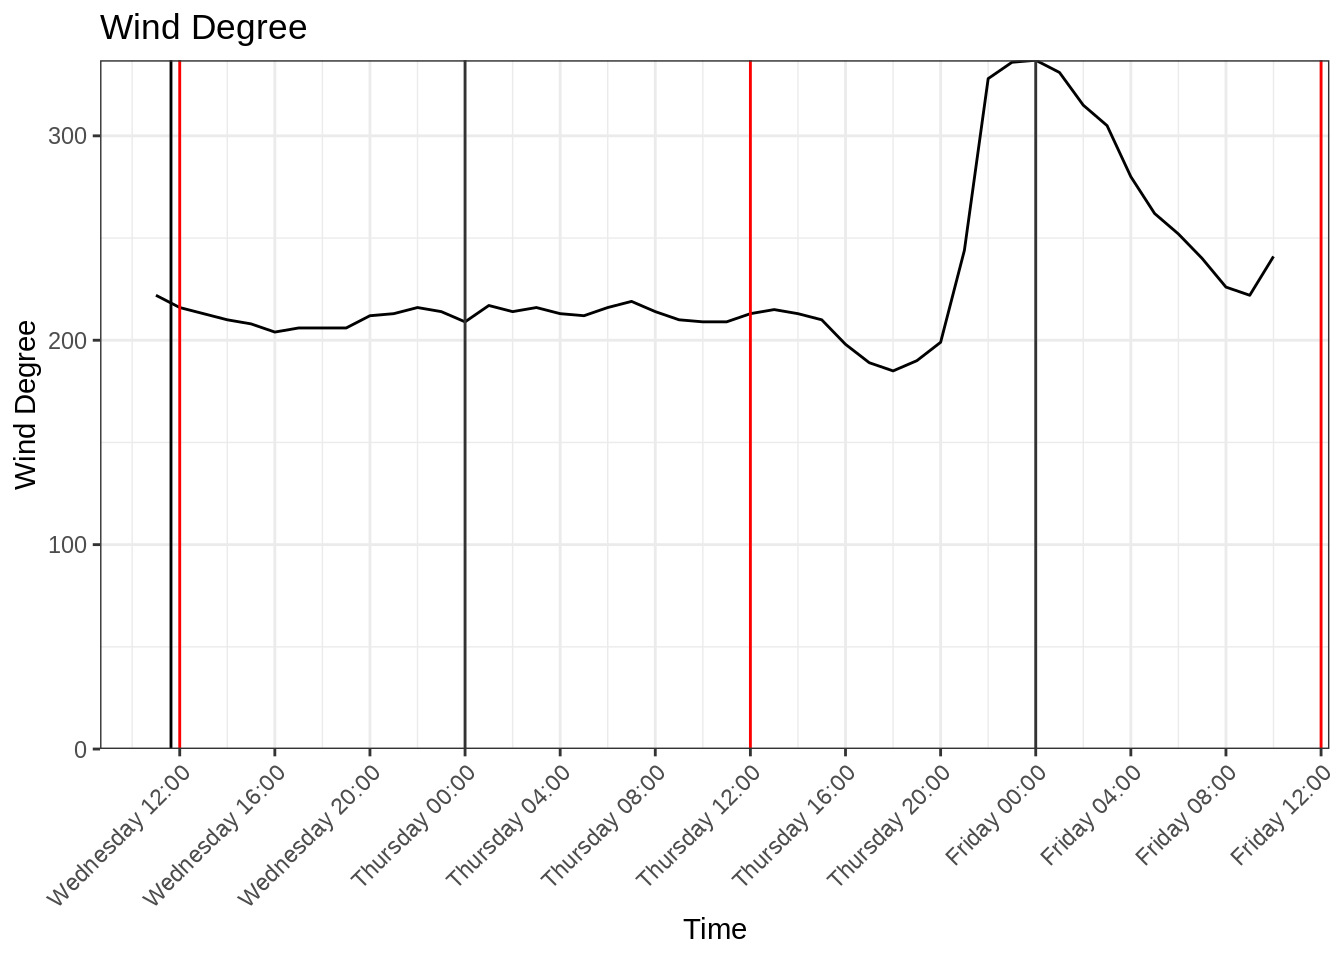 Wind Degree
Wind Degree
300
200
100
0
Wednesday 12:00
Wednesday 16:00
Wednesday 20:00
Thursday 00:00
Thursday 04:00
Thursday 08:00
Thursday 12:00
Thursday 16:00
Thursday 20:00
Friday 00:00
Friday 04:00
Friday 08:00
Friday 12:00
Time